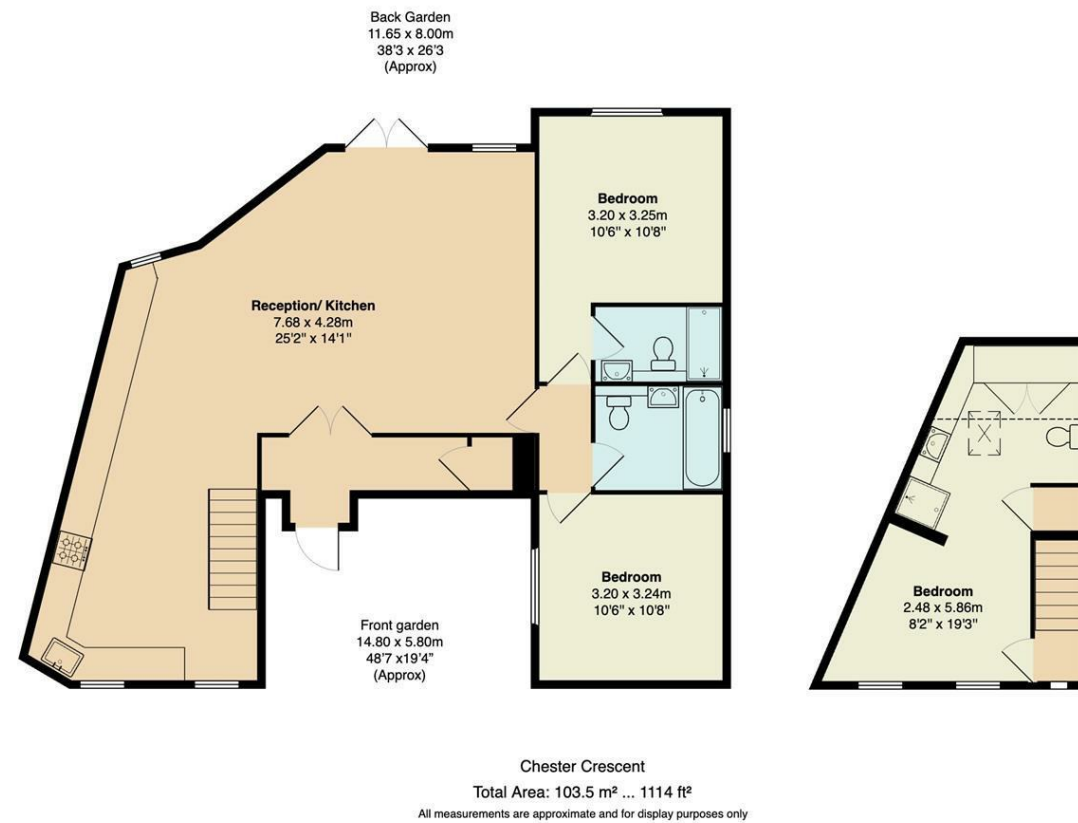 Back Garden
11.65 x 8.00m
38'3 x 26'3
(Approx)
Bedroom
3.20 x 3.25m
10'6" x 10'8"
Reception/ Kitchen
7.68 x 4.28m
25'2" x 14'1"
Bedroom
3.20 x 3.24m
10'6" x 10'8"
Front garden
14.80 x 5.80m
48'7 x19'4"
(Approx)
Bedroom
2.48 x 5.86m
8'2" x 19'3"
Chester Crescent
Total Area: 103.5 m² ... 1114 ft²
All measurements are approximate and for display purposes only